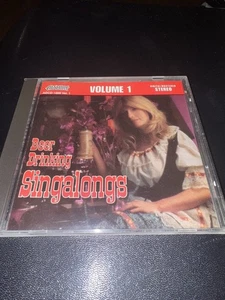 VOLUME 1
STEREO
Beer
Drinking
Singalongs